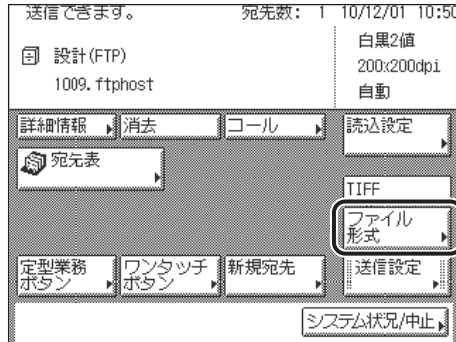 送信できます。 宛先数: 1 10/12/01 10:50
設計(FTP)
1009.ftphost
白黒2値
200x200dpi
自動
詳細情報 消去 コール 読込設定
宛先表
TIFF
ファイル
形式
定型業務
ボタン
ワンタッチ
ボタン
新規宛先
送信設定
システム状況/中止